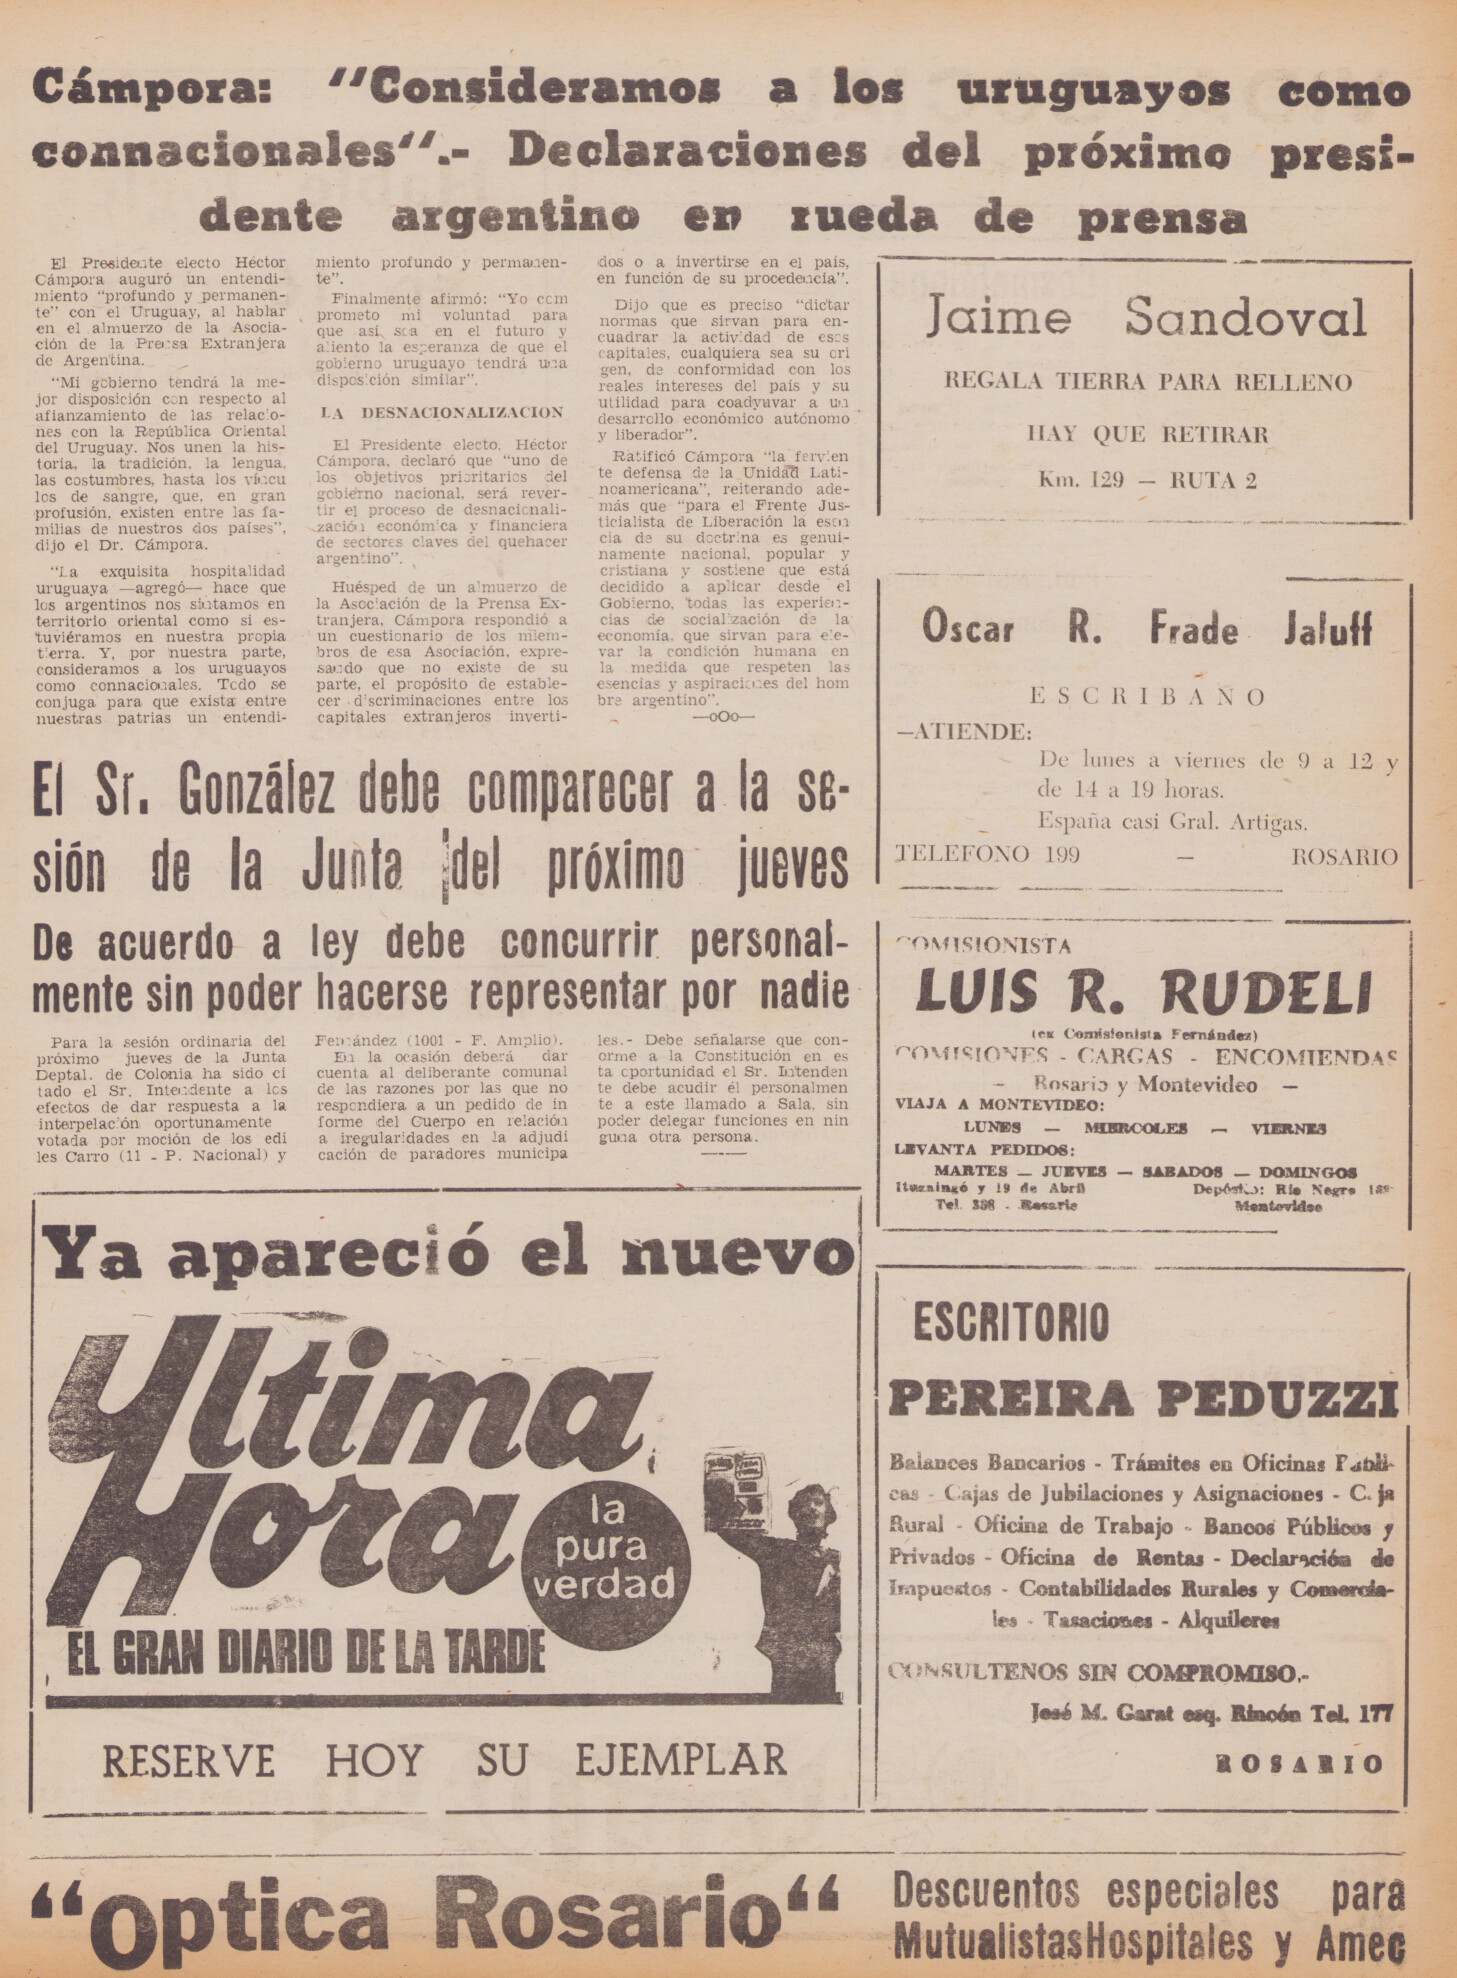 Cámpora: "Consideramos a los uruguayos como
connacionales".- Declaraciones del próximo presi-
dente argentino en rueda de prensa
El Presidente electo Héctor
Cámpora auguró un entendi-
miento "profundo y permanen-
te" con el Uruguay, al hablar
en el almuerzo de la Asocia-
ción de la Prensa Extranjera
de Argentina.
"Mi gobierno tendrá la me-
jor disposición con respecto al
afianzamiento de las relacio-
nes con la República Oriental
del Uruguay. Nos unen la his-
toria, la tradición, la lengua,
las costumbres, hasta los víncu
los de sangre, que, en gran
profusión, existen entre las fa-
milias de nuestros dos países",
dijo el Dr. Cámpora.
"La exquisita hospitalidad
uruguaya —agregó— hace que
los argentinos nos sintamos en
territorio oriental como si es-
tuviéramos en nuestra propia
tierra. Y, por nuestra parte,
consideramos a los uruguayos
como connacionales. Todo se
conjuga para que exista entre
nuestras patrias un entendi-
miento profundo y permanen-
te".
Finalmente afirmó: "Yo com
prometo mi voluntad para
que así sea en el futuro y
aliento la esperanza de que el
gobierno uruguayo tendrá una
disposición similar".
LA DESNACIONALIZACION
El Presidente electo, Héctor
Cámpora, declaró que "uno de
los objetivos prioritarios del
gobierno nacional, será rever-
tir el proceso de desnacionali-
zación económica y financiera
de sectores claves del quehacer
argentino".
Huésped de un almuerzo de
la Asociación de la Prensa Ex-
tranjera, Cámpora respondió a
un cuestionario de los miem-
bros de esa Asociación, expre-
sando que no existe de su
parte, el propósito de estable-
cer discriminaciones entre los
capitales extranjeros inverti-
dos o a invertirse en el país,
en función de su procedencia".
Dijo que es preciso "dictar
normas que sirvan para en-
cuadrar la actividad de esos
capitales, cualquiera sea su ori
gen, de conformidad con los
reales intereses del país y su
utilidad para coadyuvar a un
desarrollo económico autónomo
y liberador".
Ratificó Cámpora "la fervien
te defensa de la Unidad Lati-
noamericana", reiterando ade-
más que "para el Frente Jus-
ticialista de Liberación la esen
cia de su doctrina es genui-
namente nacional, popular y
cristiana y sostiene que está
decidido a aplicar desde el
Gobierno, todas las experien-
cias de socialización de la
economía, que sirvan para ele-
var la condición humana en
la medida que respeten las
esencias y aspiraciones del hom
bre argentino".
—oOo—
El Sr. González debe comparecer a la se-
sión de la Junta del próximo jueves
De acuerdo a ley debe concurrir personal-
mente sin poder hacerse representar por nadie
Para la sesión ordinaria del
próximo jueves de la Junta
Deptal. de Colonia ha sido ci
tado el Sr. Intendente a los
efectos de dar respuesta a la
interpelación oportunamente
votada por moción de los edi
les Carro (11 - P. Nacional) y
Fernández (1001 - F. Amplio).
En la ocasión deberá dar
cuenta al deliberante comunal
de las razones por las que no
respondiera a un pedido de in
forme del Cuerpo en relación
a irregularidades en la adjudi
cación de paradores municipa
les.- Debe señalarse que con-
orme a la Constitución en es
ta oportunidad el Sr. Intenden
te debe acudir él personalmen
te a este llamado a Sala, sin
poder delegar funciones en nin
guna otra persona.
Ya apareció el nuevo
Ultima
Hora
la
pura
verdad
EL GRAN DIARIO DE LA TARDE
RESERVE HOY SU EJEMPLAR
Jaime Sandoval
REGALA TIERRA PARA RELLENO
HAY QUE RETIRAR
Km. 129 — RUTA 2
Oscar R. Frade Jaluff
ESCRIBANO
—ATIENDE:
De lunes a viernes de 9 a 12 y
de 14 a 19 horas.
España casi Gral. Artigas.
TELEFONO 199 — ROSARIO
COMISIONISTA
LUIS R. RUDELI
(ex Comisionista Fernández)
COMISIONES - CARGAS - ENCOMIENDAS
— Rosario y Montevideo —
VIAJA A MONTEVIDEO:
LUNES — MIERCOLES — VIERNES
LEVANTA PEDIDOS:
MARTES — JUEVES — SABADOS — DOMINGOS
Ituzaingó y 19 de Abril Depósito: Río Negro
Tel. 358 - Rosario Montevideo
ESCRITORIO
PEREIRA PEDUZZI
Balances Bancarios - Trámites en Oficinas Públi-
cas - Cajas de Jubilaciones y Asignaciones - Caja
Rural - Oficina de Trabajo - Bancos Públicos y
Privados - Oficina de Rentas - Declaración de
Impuestos - Contabilidades Rurales y Comercia-
les - Tasaciones - Alquileres
CONSULTENOS SIN COMPROMISO.-
José M. Garat esq. Rincón Tel. 177
ROSARIO
"Optica Rosario"
Descuentos especiales para
Mutualistas Hospitales y Amec